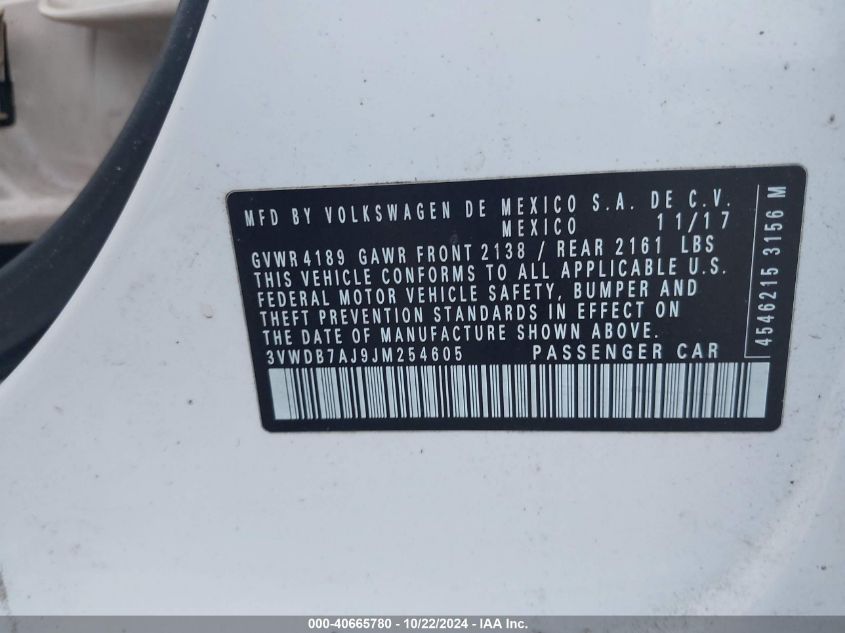 MFD BY VOLKSWAGEN DE MEXICO S.A. DE C.V.
MEXICO 11/17
GVWR 4189 GAWR FRONT 2138 / REAR 2161 LBS
THIS VEHICLE CONFORMS TO ALL APPLICABLE U.S.
FEDERAL MOTOR VEHICLE SAFETY, BUMPER AND
THEFT PREVENTION STANDARDS IN EFFECT ON
THE DATE OF MANUFACTURE SHOWN ABOVE.
3VWDB7AJ9JM254605 PASSENGER CAR
4546215 3156 M
000-40665780 - 10/22/2024 - IAA Inc.